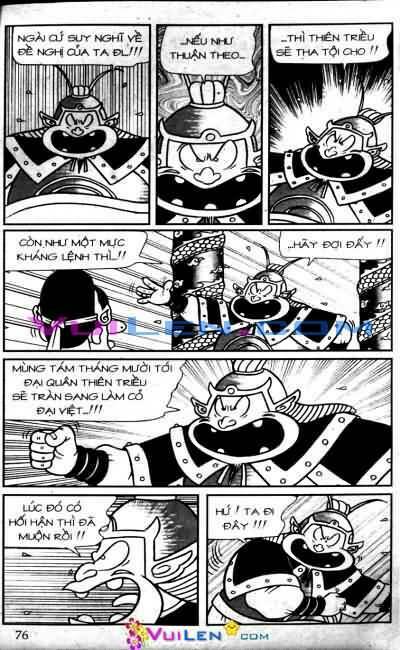 NGÀI CỨ SUY NGHĨ VỀ
ĐỀ NGHỊ CỦA TA ĐI..!!!
..NẾU NHƯ
THUẬN THEO...
...THÌ THIÊN TRIỀU
SẼ THA TỘI CHO !!
CÒN NHƯ MỘT MỰC
KHÁNG LỆNH THÌ..!!
...HÃY ĐỢI ĐẤY !!
VUILEN.COM
MÙNG TÁM THÁNG MƯỜI TỚI
ĐẠI QUÂN THIÊN TRIỀU
SẼ TRÀN SANG LÀM CỎ
ĐẠI VIỆT...!!!
LÚC ĐÓ CÓ
HỐI HẬN THÌ ĐÃ
MUỘN RỒI !!
HỨ ! TA ĐI
ĐÂY !!!
76
VUILEN.COM